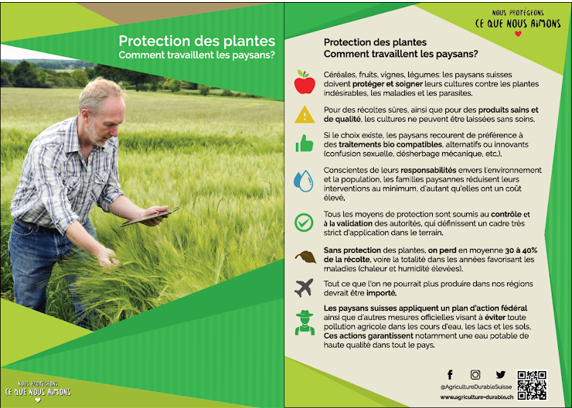 Protection des plantes
Comment travaillent les paysans?
NOUS PROTÉGEONS
CE QUE NOUS AIMONS
NOUS PROTÉGEONS
CE QUE NOUS AIMONS
Protection des plantes
Comment travaillent les paysans?
Céréales, fruits, vignes, légumes: les paysans suisses
doivent protéger et soigner leurs cultures contre les plantes
indésirables, les maladies et les parasites.
Pour des récoltes sûres, ainsi que pour des produits sains et
de qualité, les cultures ne peuvent être laissées sans soins.
Si le choix existe, les paysans recourent de préférence à
des traitements bio compatibles, alternatifs ou innovants
(confusion sexuelle, désherbage mécanique, etc.).
Conscientes de leurs responsabilités envers l'environnement
et la population, les familles paysannes réduisent leurs
interventions au minimum, d'autant qu'elles ont un coût
élevé.
Tous les moyens de protection sont soumis au contrôle et
à la validation des autorités, qui définissent un cadre très
strict d'application dans le terrain.
Sans protection des plantes, on perd en moyenne 30 à 40%
de la récolte, voire la totalité dans les années favorisant les
maladies (chaleur et humidité élevées).
Tout ce que l'on ne pourrait plus produire dans nos régions
devrait être importé.
Les paysans suisses appliquent un plan d'action fédéral
ainsi que d'autres mesures officielles visant à éviter toute
pollution agricole dans les cours d'eau, les lacs et les sols.
Ces actions garantissent notamment une eau potable de
haute qualité dans tout le pays.
@AgricultureDurableSuisse
www.agriculture-durable.ch